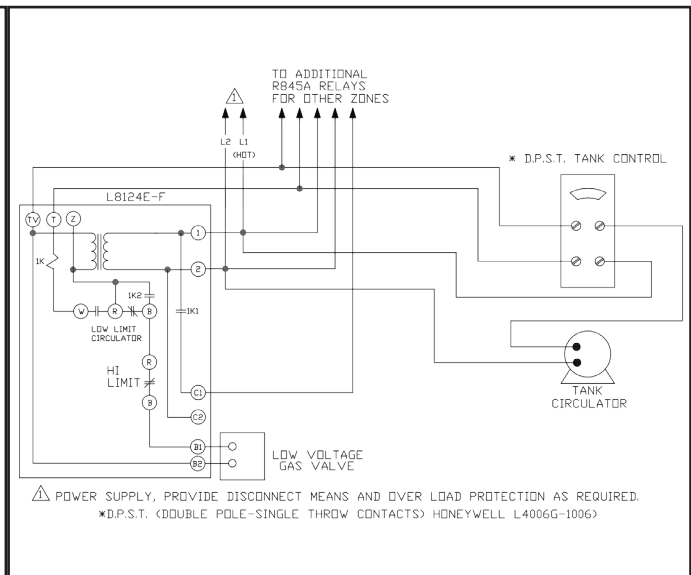 TO ADDITIONAL
R845A RELAYS
FOR OTHER ZONES
1
L2 L1
(HOT)
* D.P.S.T. TANK CONTROL
L8124E-F
TV T Z
1
1K
2
1K2
1K1
W R B
LOW LIMIT
CIRCULATOR
R
HI
LIMIT
B
C1
C2
TANK
CIRCULATOR
B1
B2
LOW VOLTAGE
GAS VALVE
1 POWER SUPPLY, PROVIDE DISCONNECT MEANS AND OVER LOAD PROTECTION AS REQUIRED.
*D.P.S.T. (DOUBLE POLE-SINGLE THROW CONTACTS) HONEYWELL L4006G-1006)